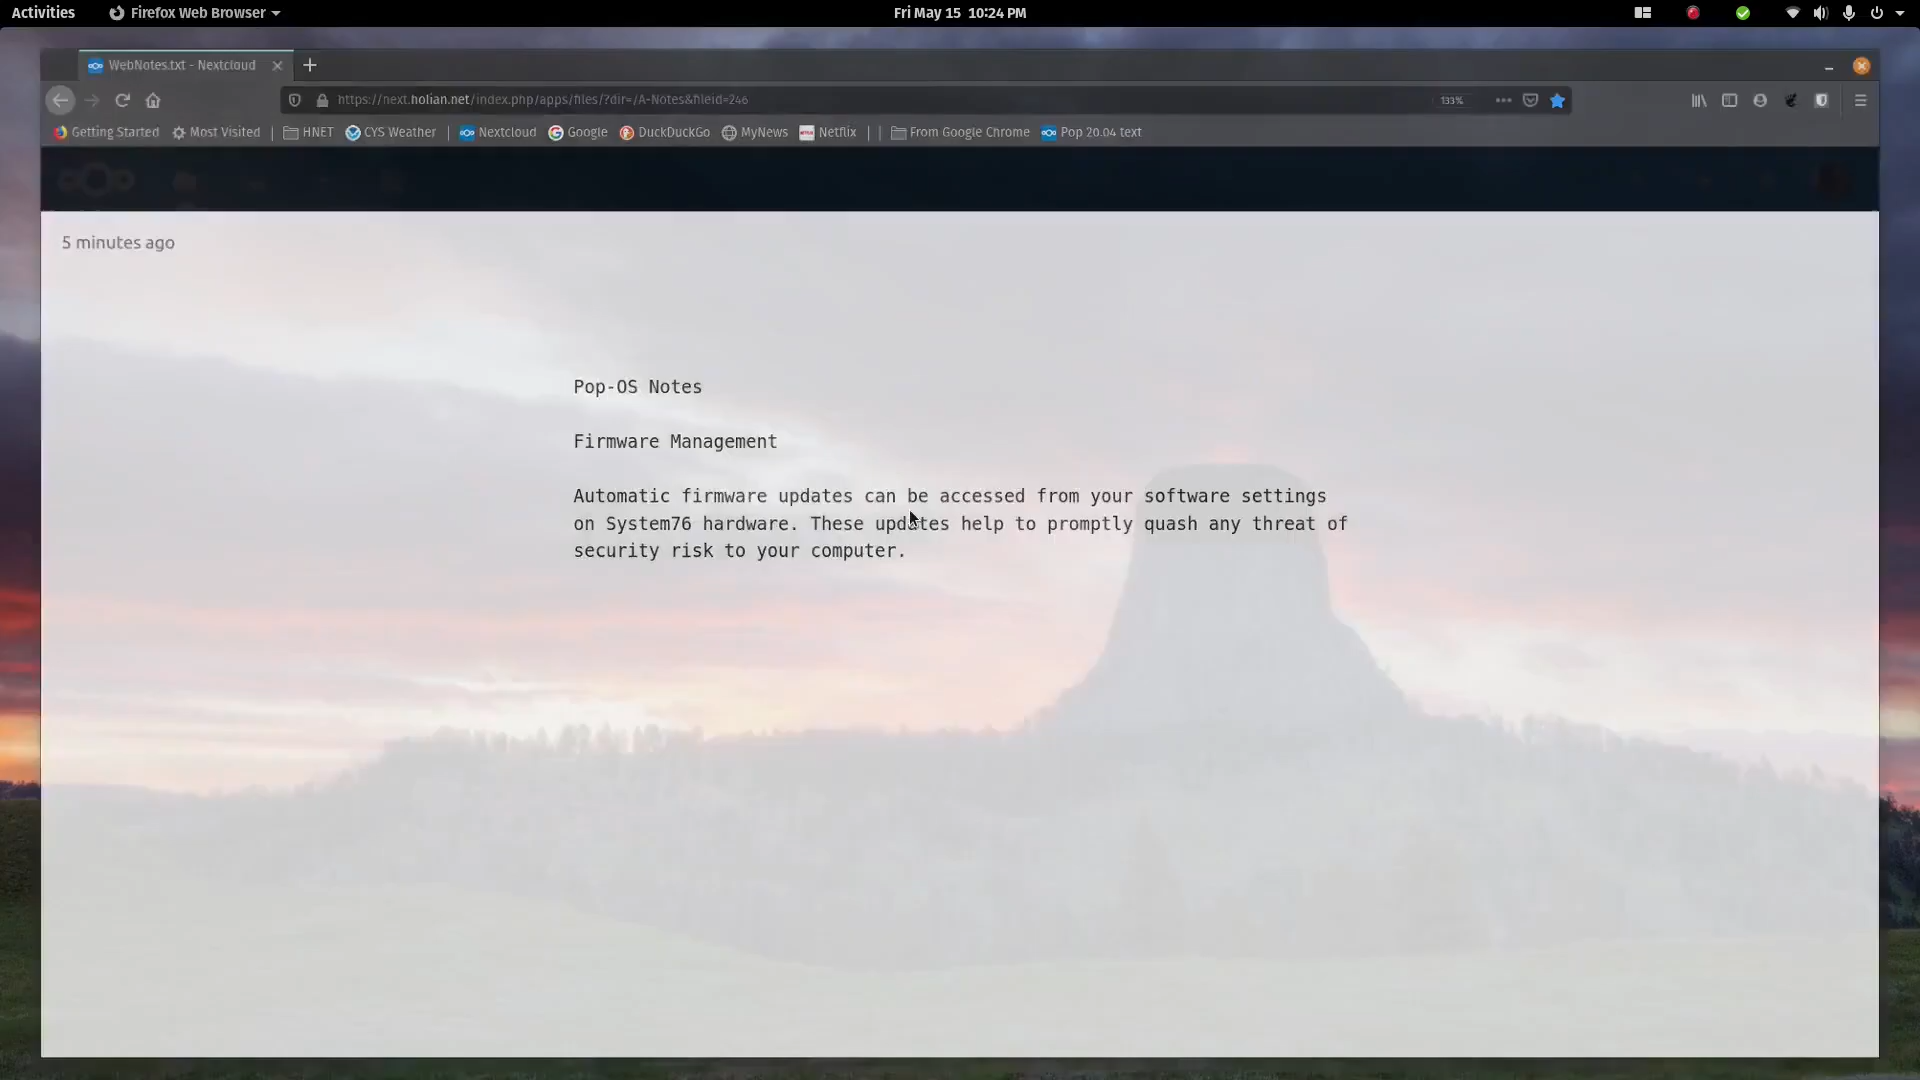 Activities Firefox Web Browser Fri May 15 10:24 PM
WebNotes.txt - Nextcloud
https://next.holian.net/index.php/apps/files/?dir=/A-Notes&fileid=246 133%
Getting Started Most Visited HNET CYS Weather Nextcloud Google DuckDuckGo MyNews Netflix From Google Chrome Pop 20.04 text
5 minutes ago
Pop-OS Notes
Firmware Management
Automatic firmware updates can be accessed from your software settings
on System76 hardware. These updates help to promptly quash any threat of
security risk to your computer.